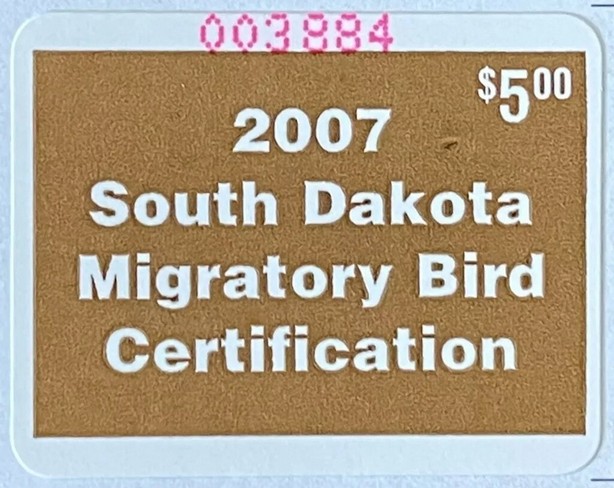 003884
$5.00
2007
South Dakota
Migratory Bird
Certification